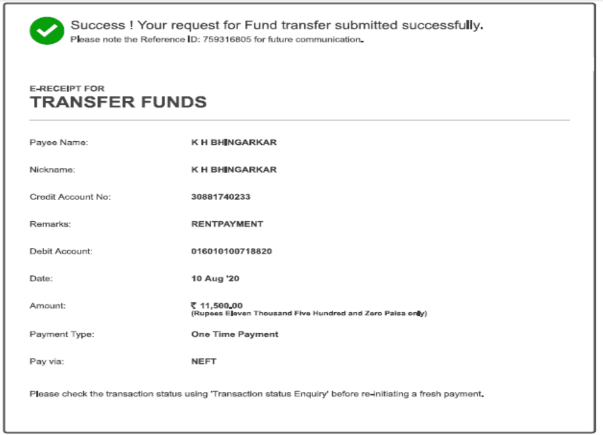 Success ! Your request for Fund transfer submitted successfully.
Please note the Reference ID: 759316805 for future communication.
E-RECEIPT FOR
TRANSFER FUNDS
Payee Name: K H BHINGARKAR
Nickname: K H BHINGARKAR
Credit Account No: 30881740233
Remarks: RENTPAYMENT
Debit Account: 016010100718820
Date: 10 Aug '20
Amount: ₹ 11,500.00
(Rupees Eleven Thousand Five Hundred and Zero Paisa only)
Payment Type: One Time Payment
Pay via: NEFT
Please check the transaction status using 'Transaction status Enquiry' before re-initiating a fresh payment.